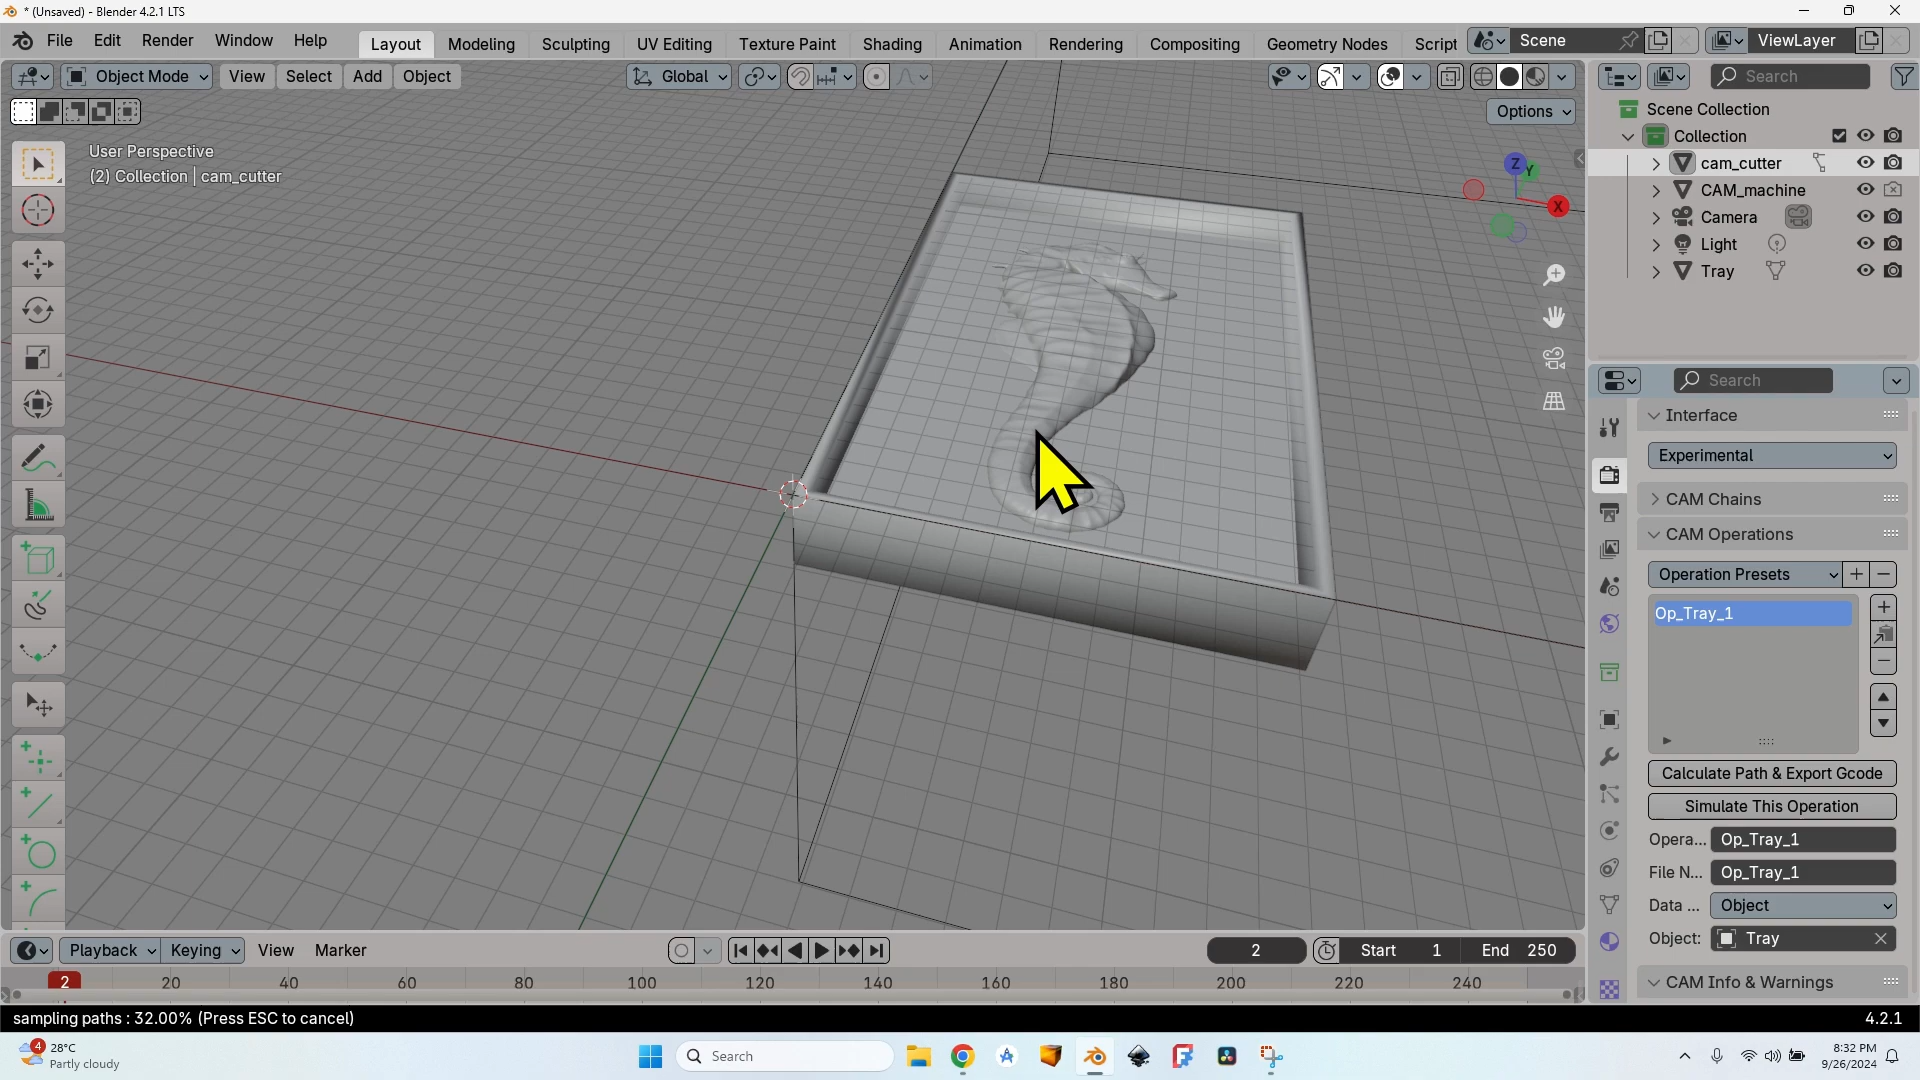 * (Unsaved) - Blender 4.2.1 LTS
File Edit Render Window Help Layout Modeling Sculpting UV Editing Texture Paint Shading Animation Rendering Compositing Geometry Nodes Script Scene ViewLayer
Object Mode View Select Add Object Global Search
Options
User Perspective
(2) Collection | cam_cutter
Z
Y
X
Scene Collection
Collection
cam_cutter
CAM_machine
Camera
Light
Tray
Search
Interface
Experimental
CAM Chains
CAM Operations
Operation Presets
Op_Tray_1
Calculate Path & Export Gcode
Simulate This Operation
Opera... Op_Tray_1
File N... Op_Tray_1
Data ... Object
Object: Tray
CAM Info & Warnings
Playback Keying View Marker 2 Start 1 End 250
2 20 40 60 80 100 120 140 160 180 200 220 240
sampling paths : 32.00% (Press ESC to cancel) 4.2.1
4
28°C
Partly cloudy
Search
8:32 PM
9/26/2024